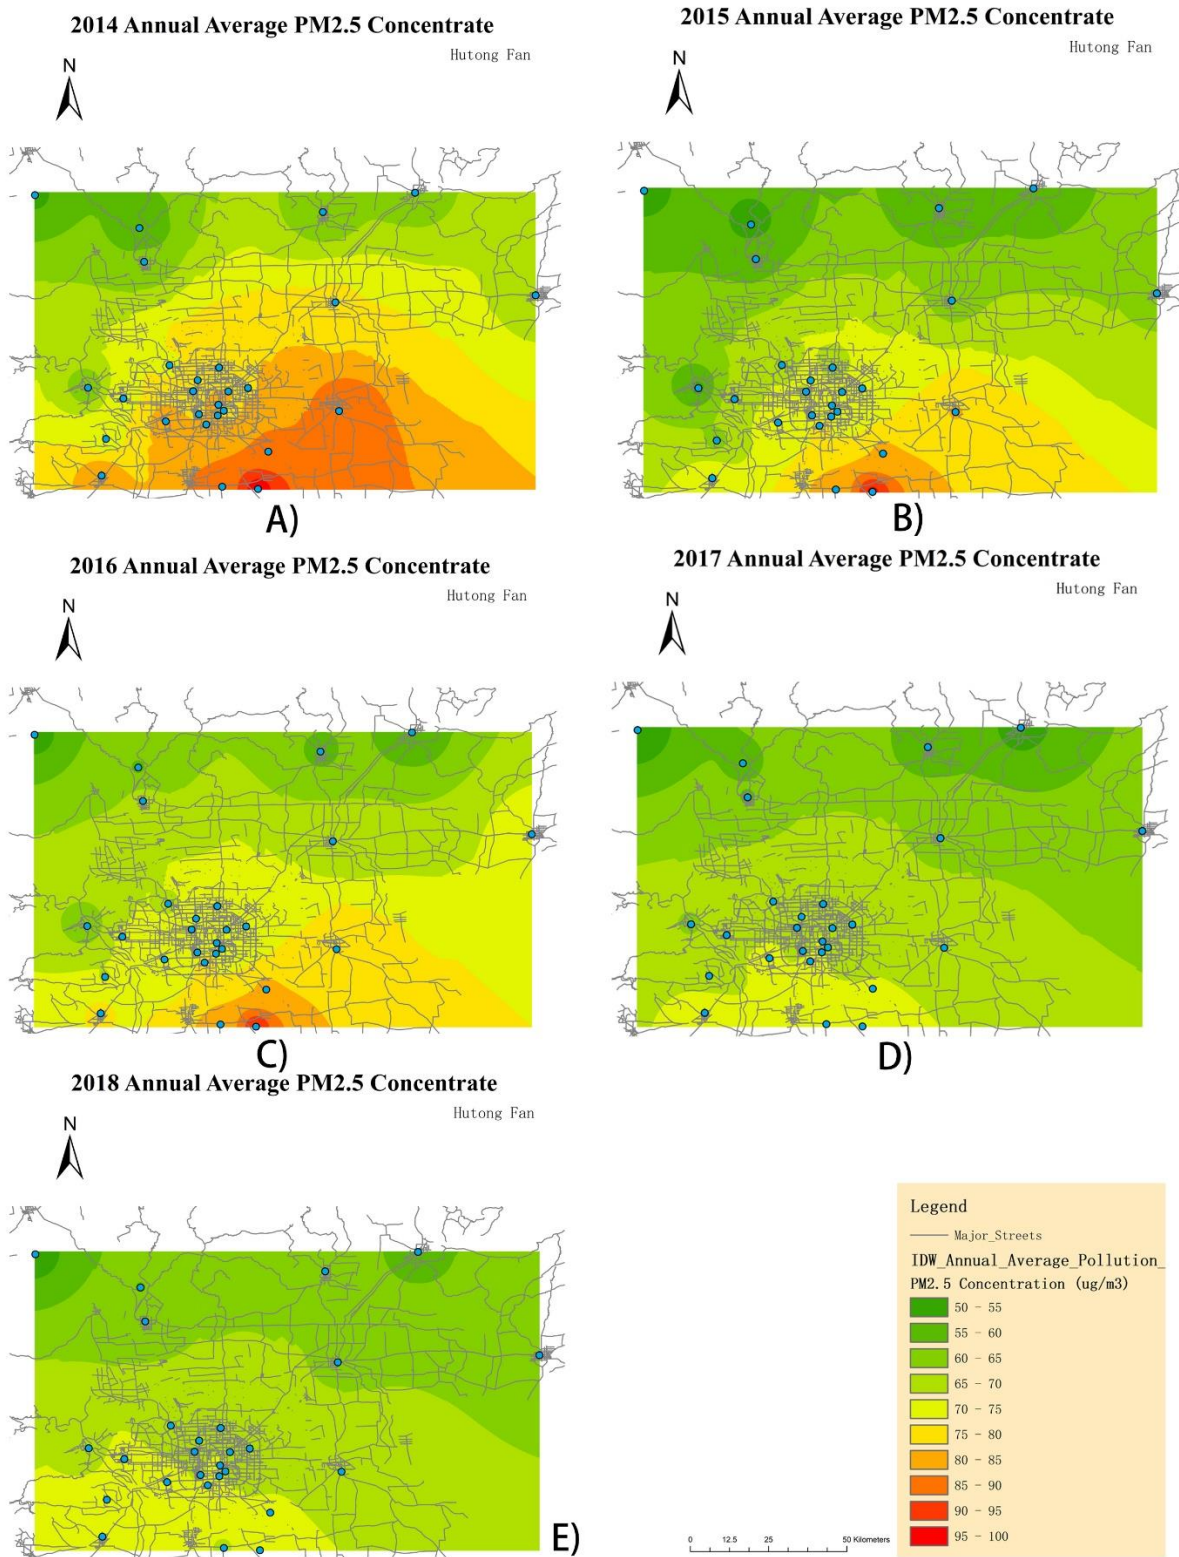 2014 Annual Average PM2.5 Concentrate
Hutong Fan
N
A)
2015 Annual Average PM2.5 Concentrate
Hutong Fan
N
B)
2016 Annual Average PM2.5 Concentrate
Hutong Fan
N
C)
2017 Annual Average PM2.5 Concentrate
Hutong Fan
N
D)
2018 Annual Average PM2.5 Concentrate
Hutong Fan
N
E)
Legend
Major_Streets
IDW_Annual_Average_Pollution_
PM2.5 Concentration (ug/m3)
50 - 55
55 - 60
60 - 65
65 - 70
70 - 75
75 - 80
80 - 85
85 - 90
90 - 95
95 - 100
0 12.5 25 50 Kilometers